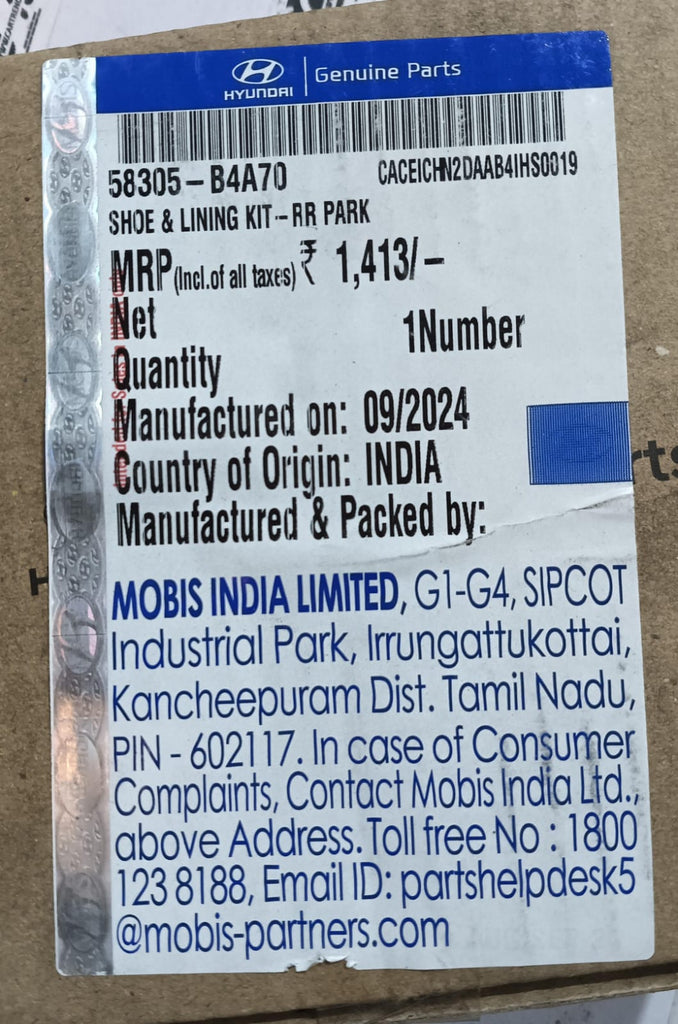 HYUNDAI | Genuine Parts
58305-B4A70 CACEICHN2DAAB4IHS0019
SHOE & LINING KIT-RR PARK
MRP(Incl.of all taxes) ₹ 1,413/-
Net
Quantity 1Number
Manufactured on: 09/2024
Country of Origin: INDIA
Manufactured & Packed by:
MOBIS INDIA LIMITED, G1-G4, SIPCOT
Industrial Park, Irrungattukottai,
Kancheepuram Dist. Tamil Nadu,
PIN - 602117. In case of Consumer
Complaints, Contact Mobis India Ltd.,
above Address. Toll free No : 1800
123 8188, Email ID: partshelpdesk5
@mobis-partners.com